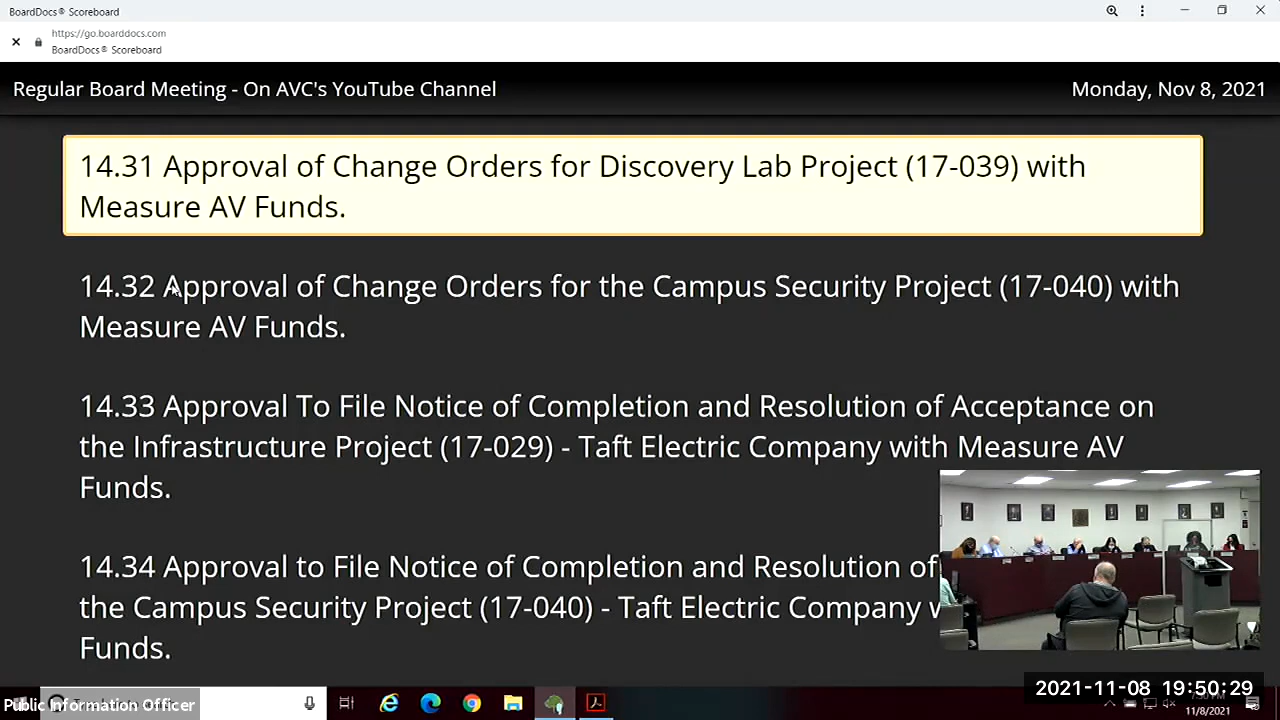 BoardDocs® Scoreboard
https://go.boarddocs.com
BoardDocs® Scoreboard
Regular Board Meeting - On AVC's YouTube Channel
Monday, Nov 8, 2021
14.31 Approval of Change Orders for Discovery Lab Project (17-039) with
Measure AV Funds.
14.32 Approval of Change Orders for the Campus Security Project (17-040) with
Measure AV Funds.
14.33 Approval To File Notice of Completion and Resolution of Acceptance on
the Infrastructure Project (17-029) - Taft Electric Company with Measure AV
Funds.
14.34 Approval to File Notice of Completion and Resolution of
the Campus Security Project (17-040) - Taft Electric Company
Funds.
2021-11-08 19:50:29
Public Information Officer
11/8/2021